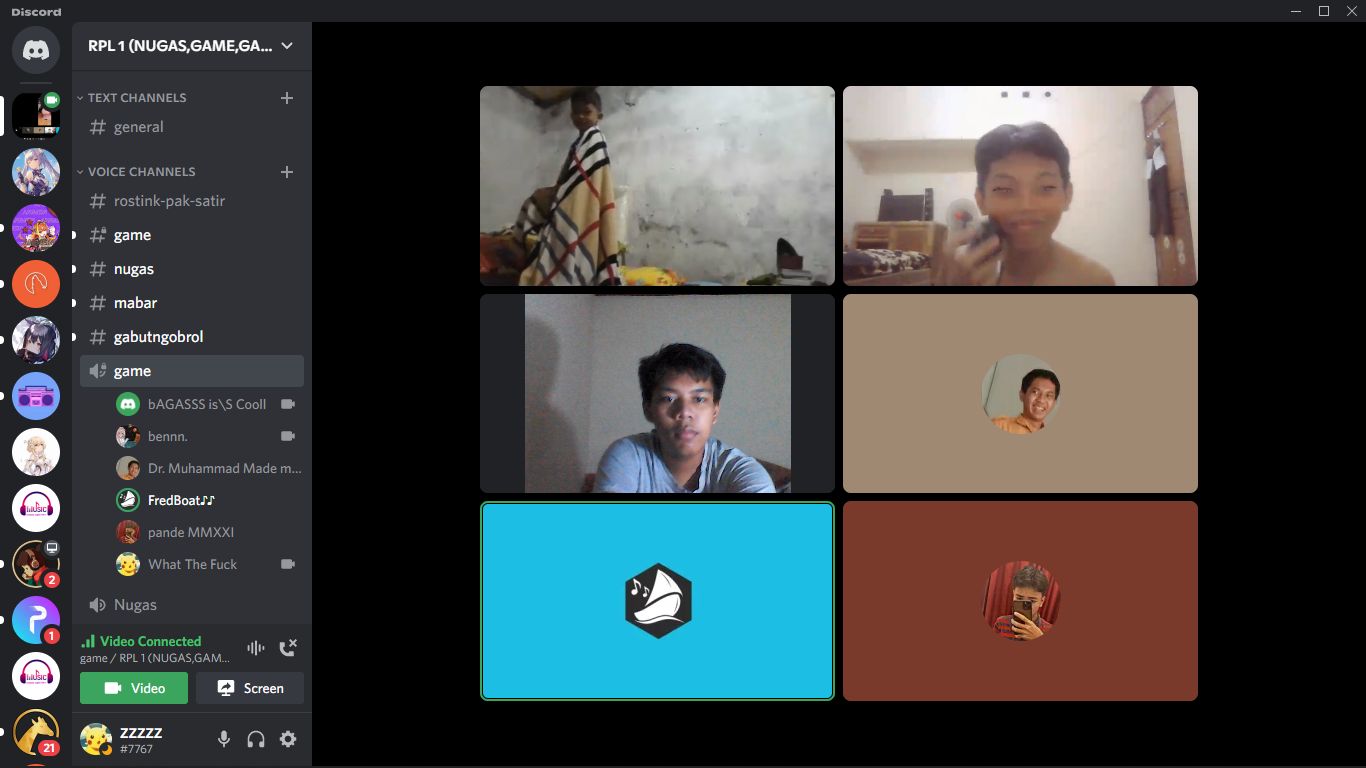 Discord
RPL 1 (NUGAS,GAME,GA...
TEXT CHANNELS
general
VOICE CHANNELS
rostink-pak-satir
game
nugas
mabar
gabutngobrol
game
bAGASSS is\S Cooll
bennn.
Dr. Muhammad Made m...
FredBoat♪♪
pande MMXXI
What The Fuck
Nugas
Video Connected
game / RPL 1 (NUGAS,GAM...
Video
Screen
zzzzz
#7767
MUSIC
2
1
MUSIC
21